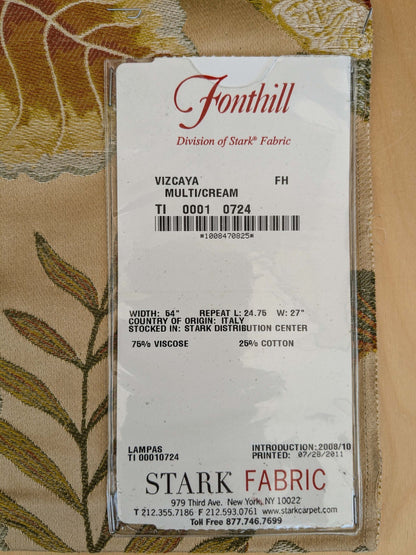 Fonthill
Division of Stark® Fabric
VIZCAYA FH
MULTI/CREAM
TI 0001 0724
*1008470825*
WIDTH: 54" REPEAT L: 24.75 W: 27"
COUNTRY OF ORIGIN: ITALY
STOCKED IN: STARK DISTRIBUTION CENTER
75% VISCOSE 25% COTTON
LAMPAS INTRODUCTION: 2008/10
TI 00010724 PRINTED: 07/28/2011
STARK FABRIC
979 Third Ave. New York, NY 10022
T 212.355.7186 F 212.593.0761 www.starkcarpet.com
Toll Free 877.746.7699